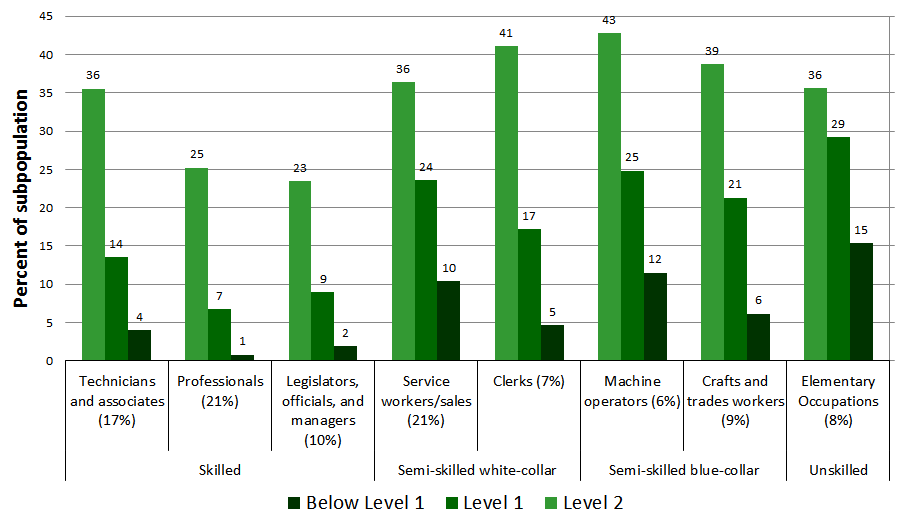 Percent of subpopulation
45
40
35
30
25
20
15
10
5
0
36
14
4
25
7
1
23
9
2
36
24
10
41
17
5
43
25
12
39
21
6
36
29
15
Technicians
and associates
(17%)
Professionals
(21%)
Legislators,
officials, and
managers
(10%)
Service
workers/sales
(21%)
Clerks (7%)
Machine
operators (6%)
Crafts and
trades workers
(9%)
Elementary
Occupations
(8%)
Skilled
Semi-skilled white-collar
Semi-skilled blue-collar
Unskilled
Below Level 1
Level 1
Level 2